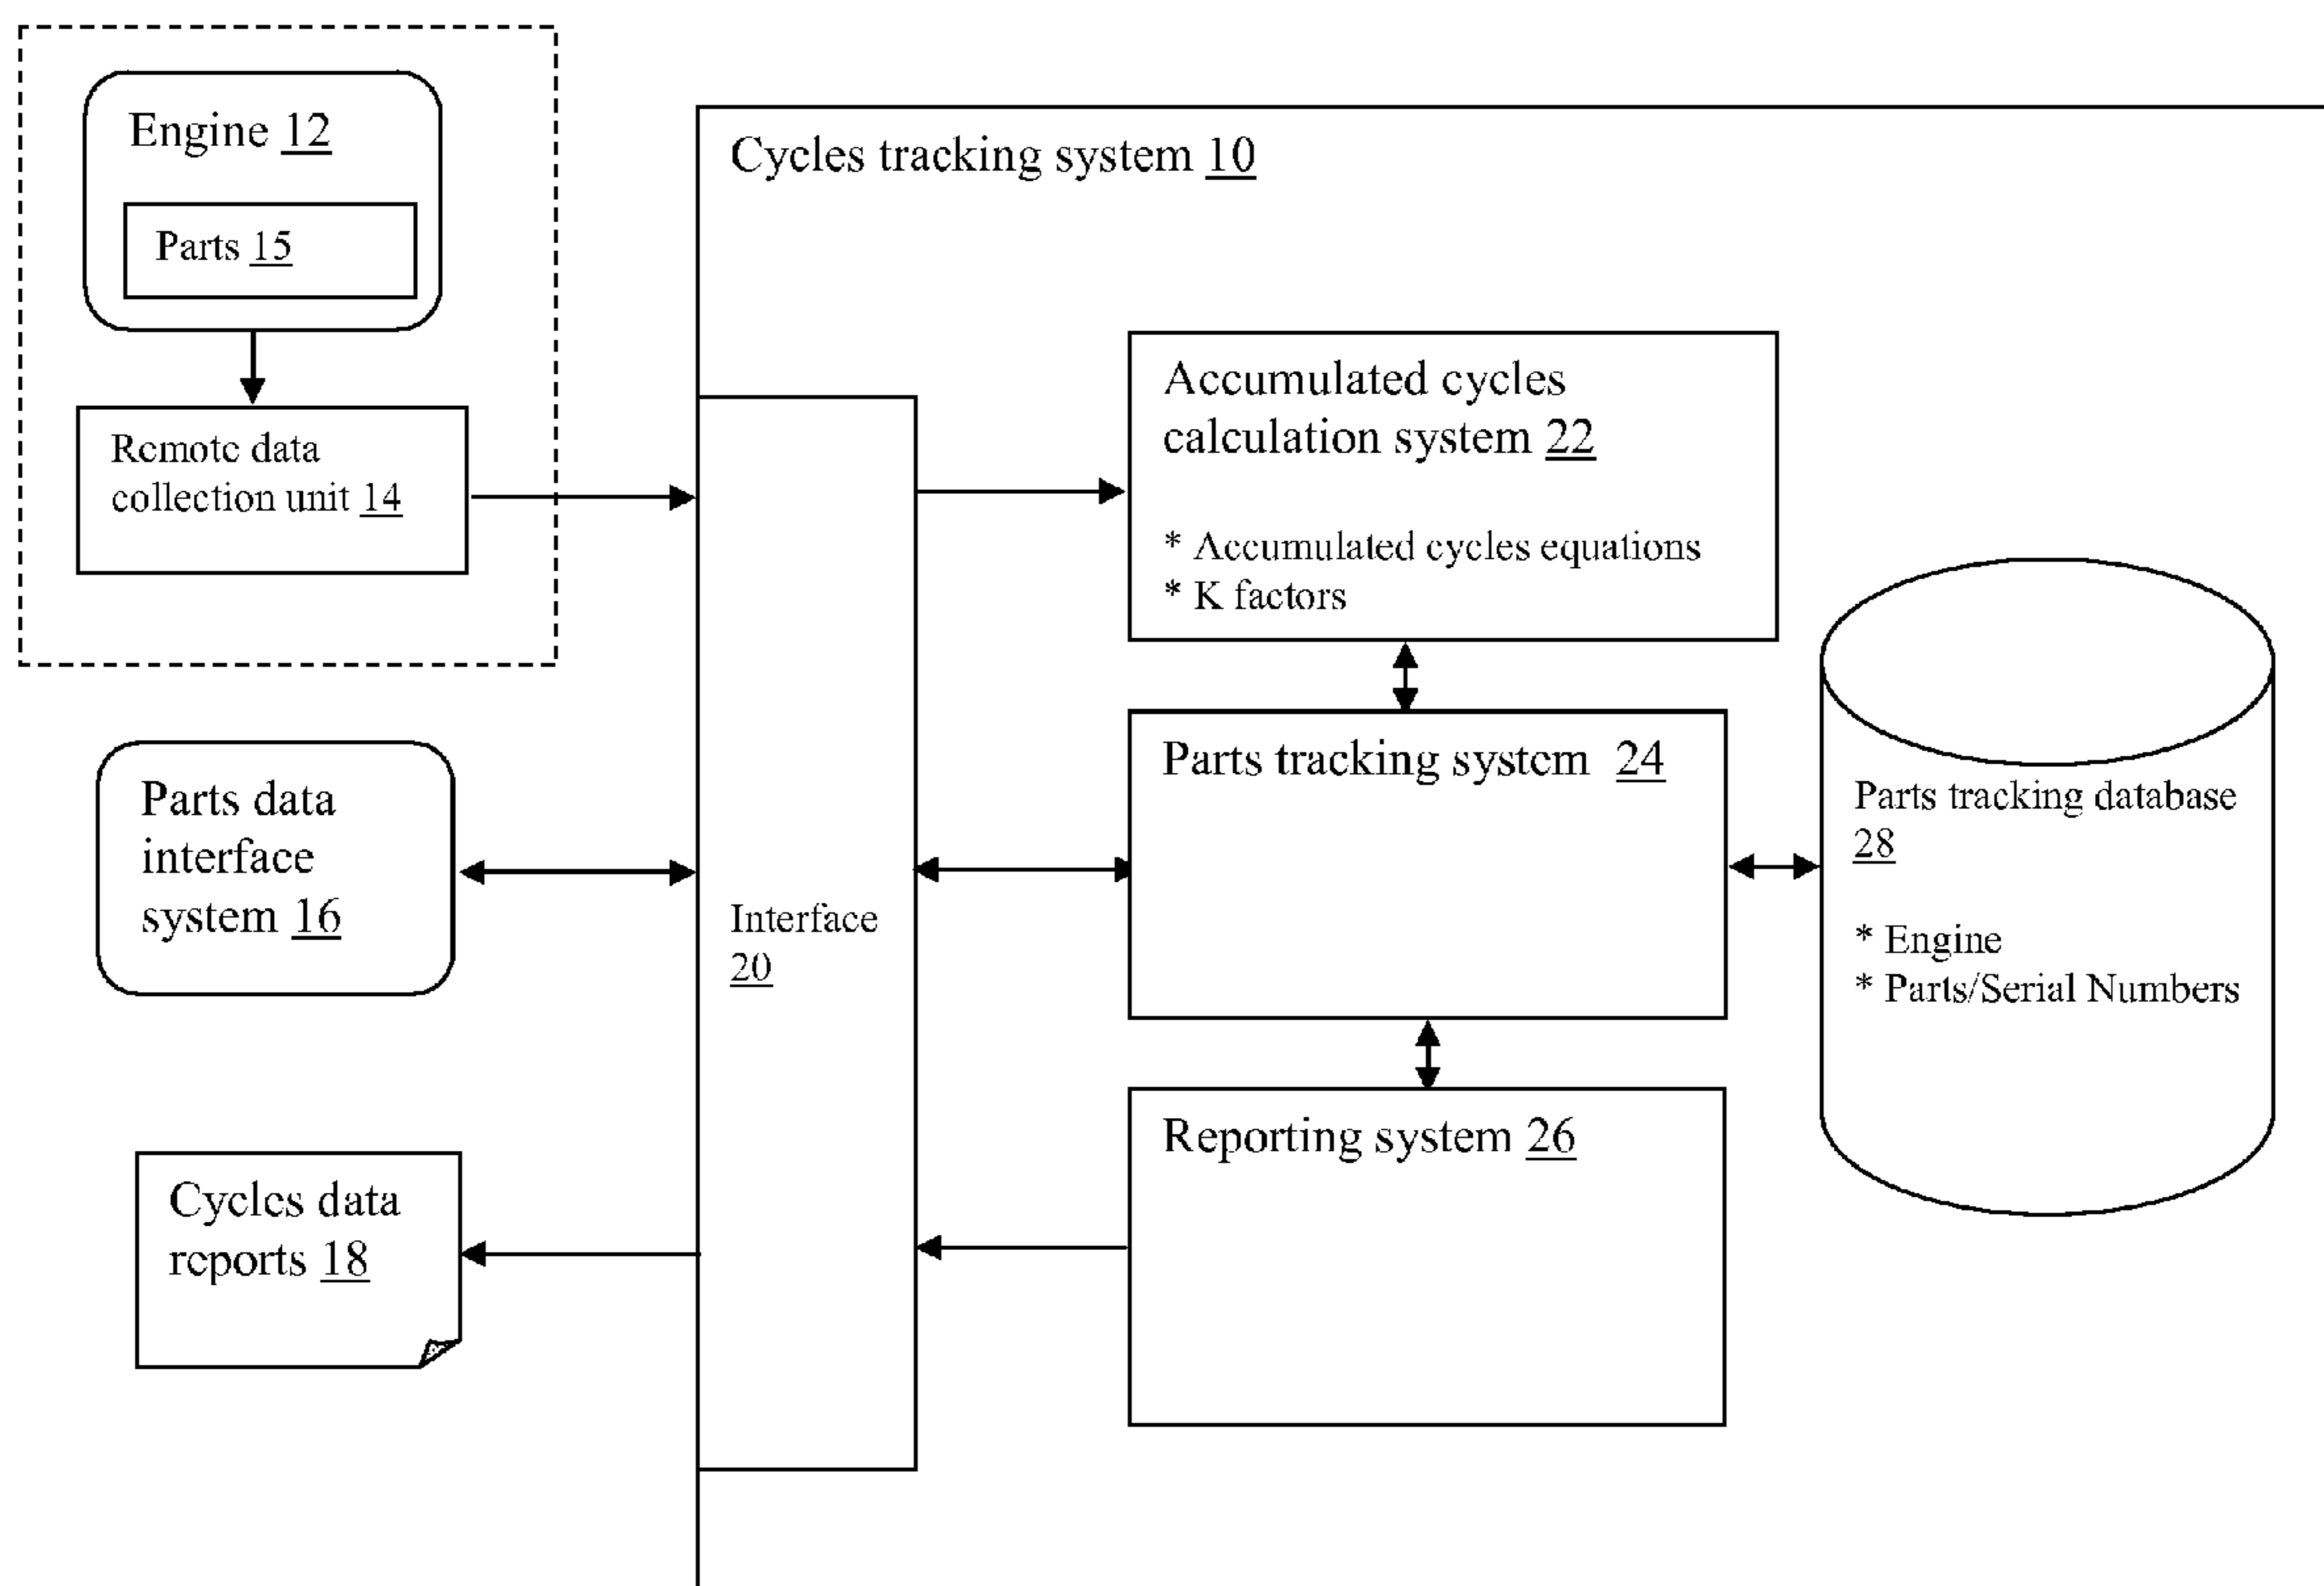 Engine 12
Parts 15
Remote data
collection unit 14
Cycles tracking system 10
Accumulated cycles
calculation system 22
* Accumulated cycles equations
* K factors
Parts data
interface
system 16
Interface
20
Parts tracking system 24
Parts tracking database
28
* Engine
* Parts/Serial Numbers
Cycles data
reports 18
Reporting system 26